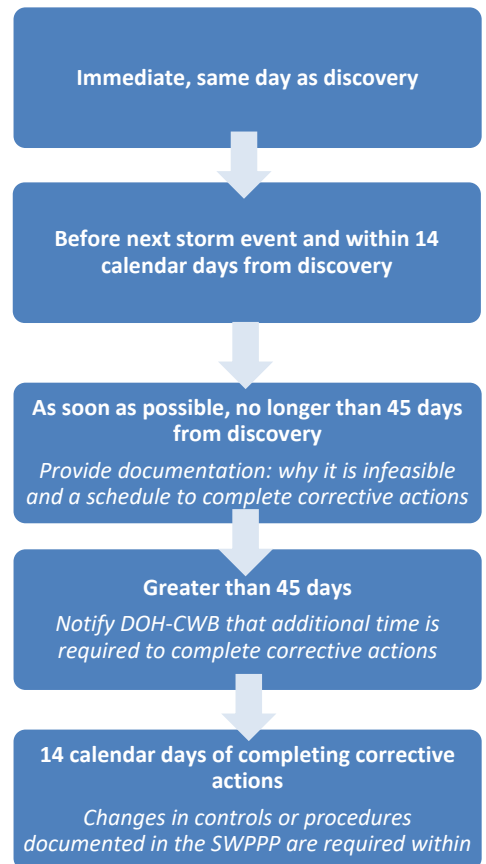 Immediate, same day as discovery
Before next storm event and within 14
calendar days from discovery
As soon as possible, no longer than 45 days
from discovery
Provide documentation: why it is infeasible
and a schedule to complete corrective actions
Greater than 45 days
Notify DOH-CWB that additional time is
required to complete corrective actions
14 calendar days of completing corrective
actions
Changes in controls or procedures
documented in the SWPPP are required within